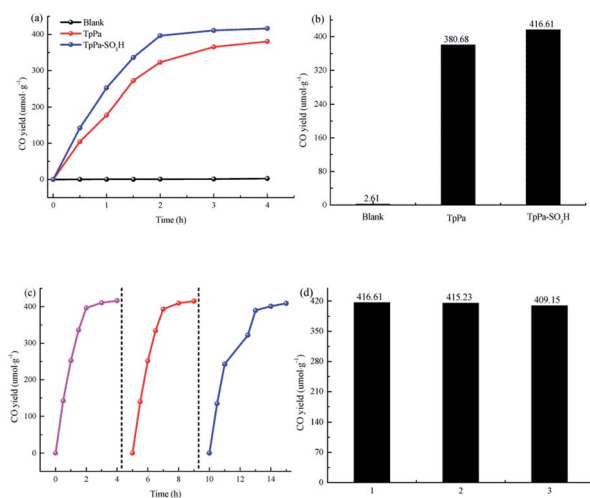 (a)
Blank
TpPa
TpPa-SO₃H
CO yield (umol·g⁻¹)
400
300
200
100
0
0 1 2 3 4
Time (h)
(b)
CO yield (umol·g⁻¹)
400
320
240
160
80
0
2.61
380.68
416.61
Blank TpPa TpPa-SO₃H
(c)
CO yield (umol·g⁻¹)
400
300
200
100
0
0 2 4 6 8 10 12 14
Time (h)
(d)
CO yield (umol·g⁻¹)
420
350
280
210
140
70
0
416.61
415.23
409.15
1 2 3